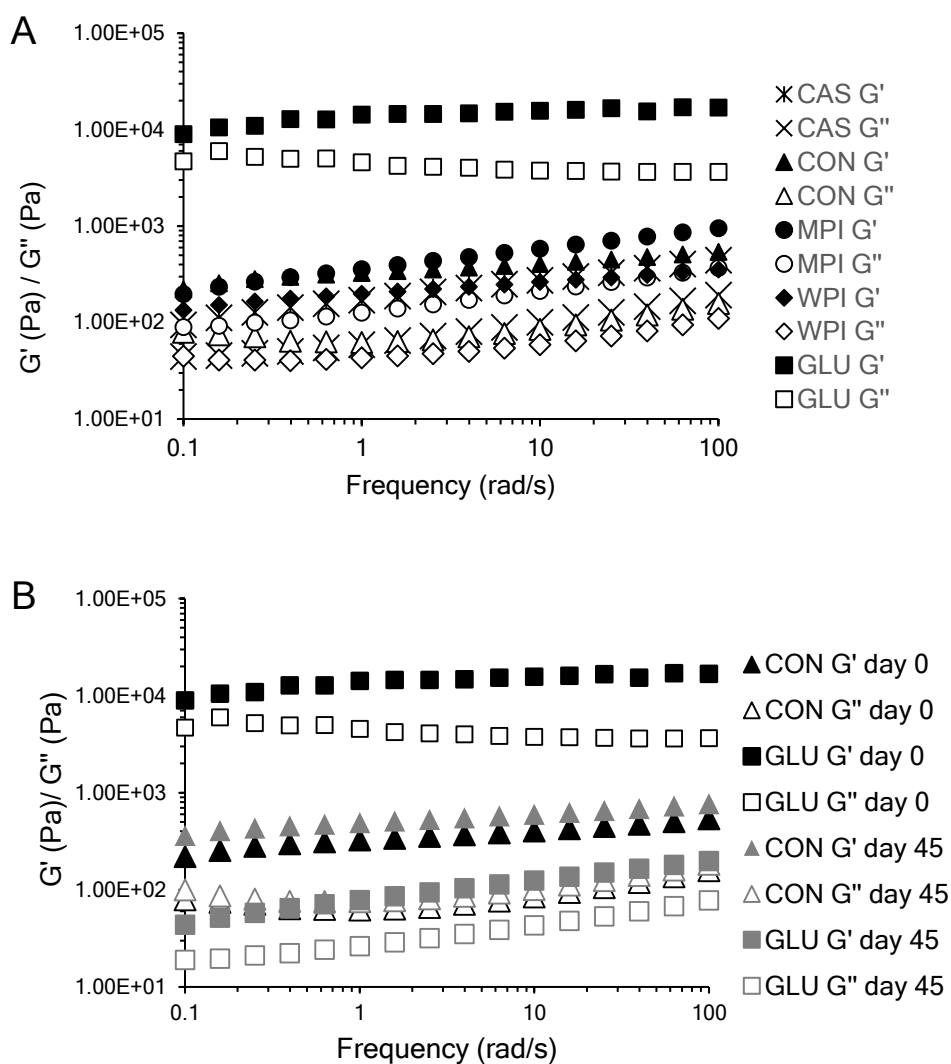 A
1.00E+05
1.00E+04
1.00E+03
1.00E+02
1.00E+01
G' (Pa) / G" (Pa)
0.1
1
10
100
Frequency (rad/s)
CAS G'
CAS G"
CON G'
CON G"
MPI G'
MPI G"
WPI G'
WPI G"
GLU G'
GLU G"
B
1.00E+05
1.00E+04
1.00E+03
1.00E+02
1.00E+01
G' (Pa)/ G" (Pa)
0.1
1
10
100
Frequency (rad/s)
CON G' day 0
CON G" day 0
GLU G' day 0
GLU G" day 0
CON G' day 45
CON G" day 45
GLU G' day 45
GLU G" day 45